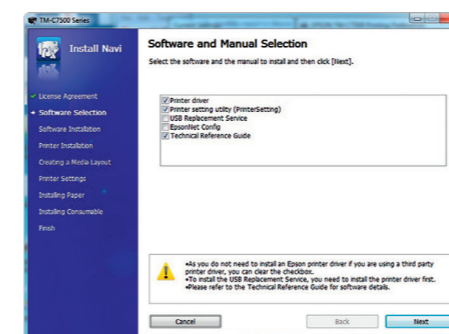 TM-C7500 Series
Install Navi
License Agreement
Software Selection
Software Installation
Printer Installation
Creating a Media Layout
Printer Settings
Installing Paper
Installing Consumable
Finish
Software and Manual Selection
Select the software and the manual to install and then click [Next].
Printer driver
Printer setting utility (PrinterSetting)
USB Replacement Service
EpsonNet Config
Technical Reference Guide
•As you do not need to install an Epson printer driver if you are using a third party
printer driver, you can clear the checkbox.
•To install the USB Replacement Service, you need to install the printer driver first.
•Please refer to the Technical Reference Guide for software details.
Cancel
Back
Next